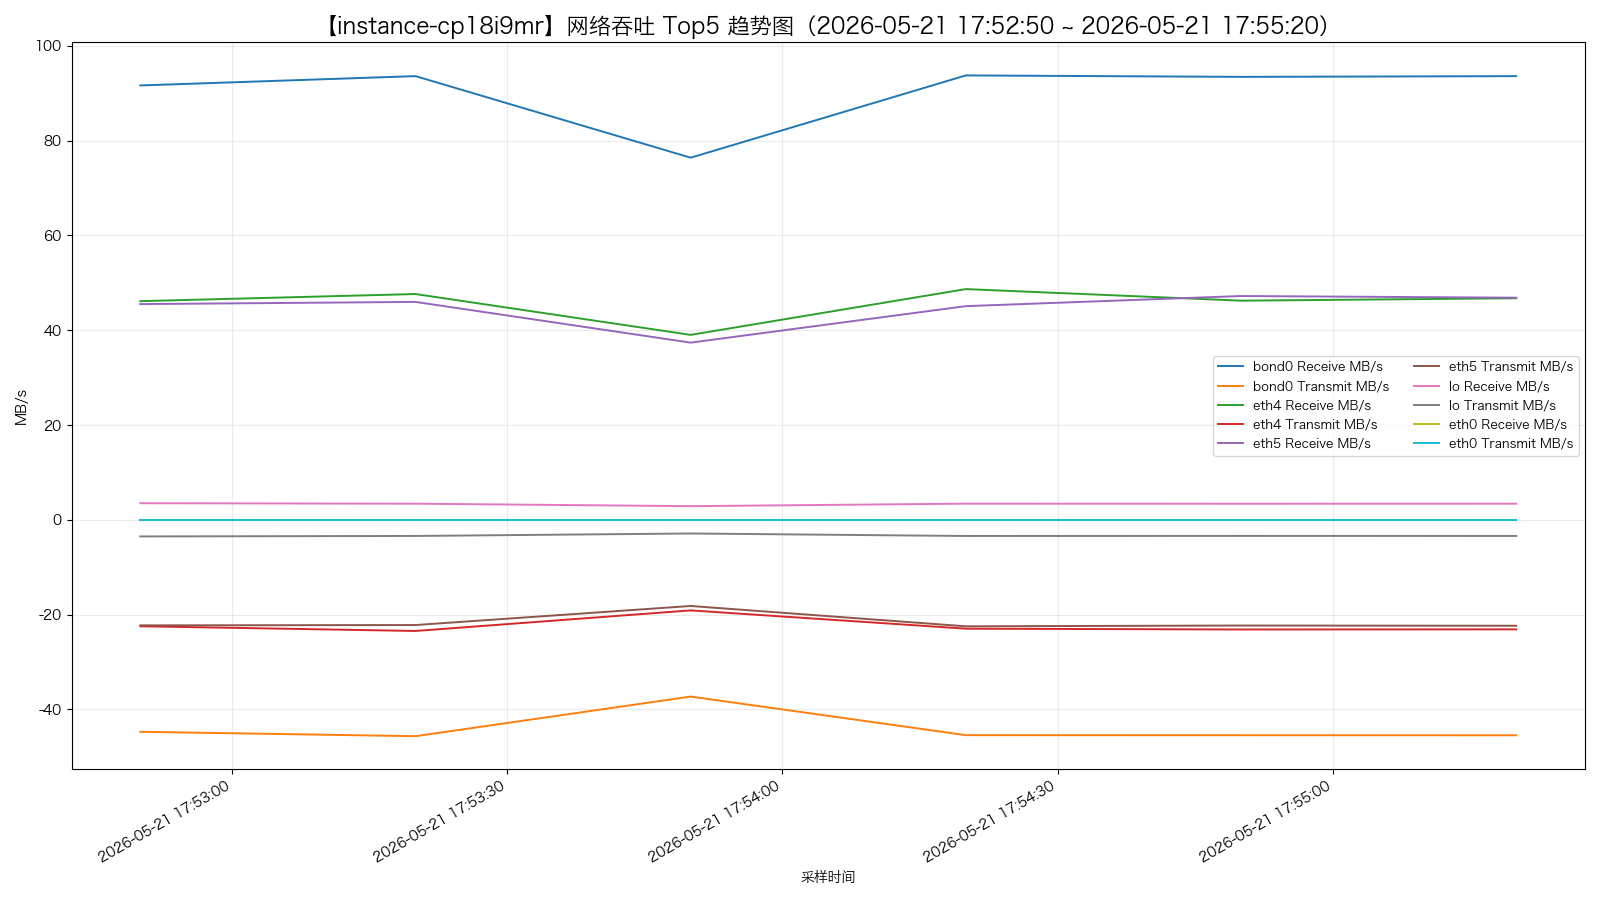 【instance-cp18i9mr】网络吞吐 Top5 趋势图（2026-05-21 17:52:50 ~ 2026-05-21 17:55:20）
MB/s
100
80
60
40
20
0
-20
-40
bond0 Receive MB/s
bond0 Transmit MB/s
eth4 Receive MB/s
eth4 Transmit MB/s
eth5 Receive MB/s
eth5 Transmit MB/s
lo Receive MB/s
lo Transmit MB/s
eth0 Receive MB/s
eth0 Transmit MB/s
2026-05-21 17:53:00
2026-05-21 17:53:30
2026-05-21 17:54:00
2026-05-21 17:54:30
2026-05-21 17:55:00
采样时间